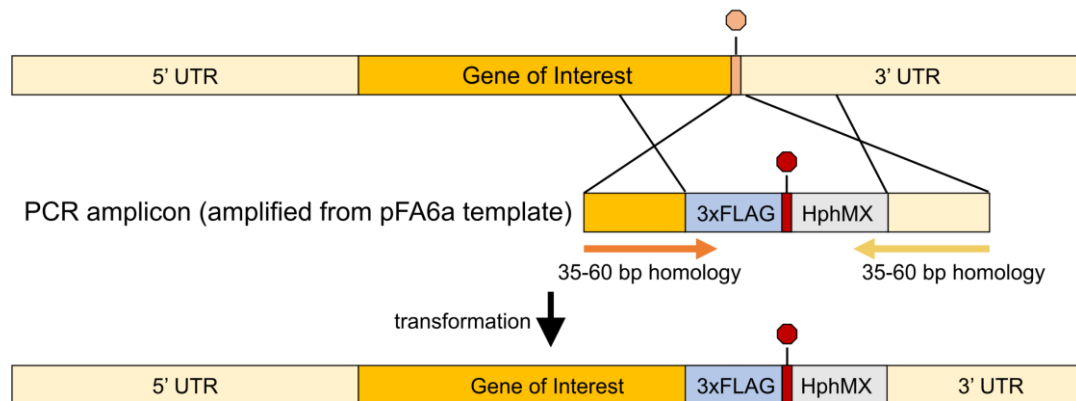 5’ UTR
Gene of Interest
3’ UTR
PCR amplicon (amplified from pFA6a template)
3xFLAG
HphMX
35-60 bp homology
35-60 bp homology
transformation
5’ UTR
Gene of Interest
3xFLAG
HphMX
3’ UTR